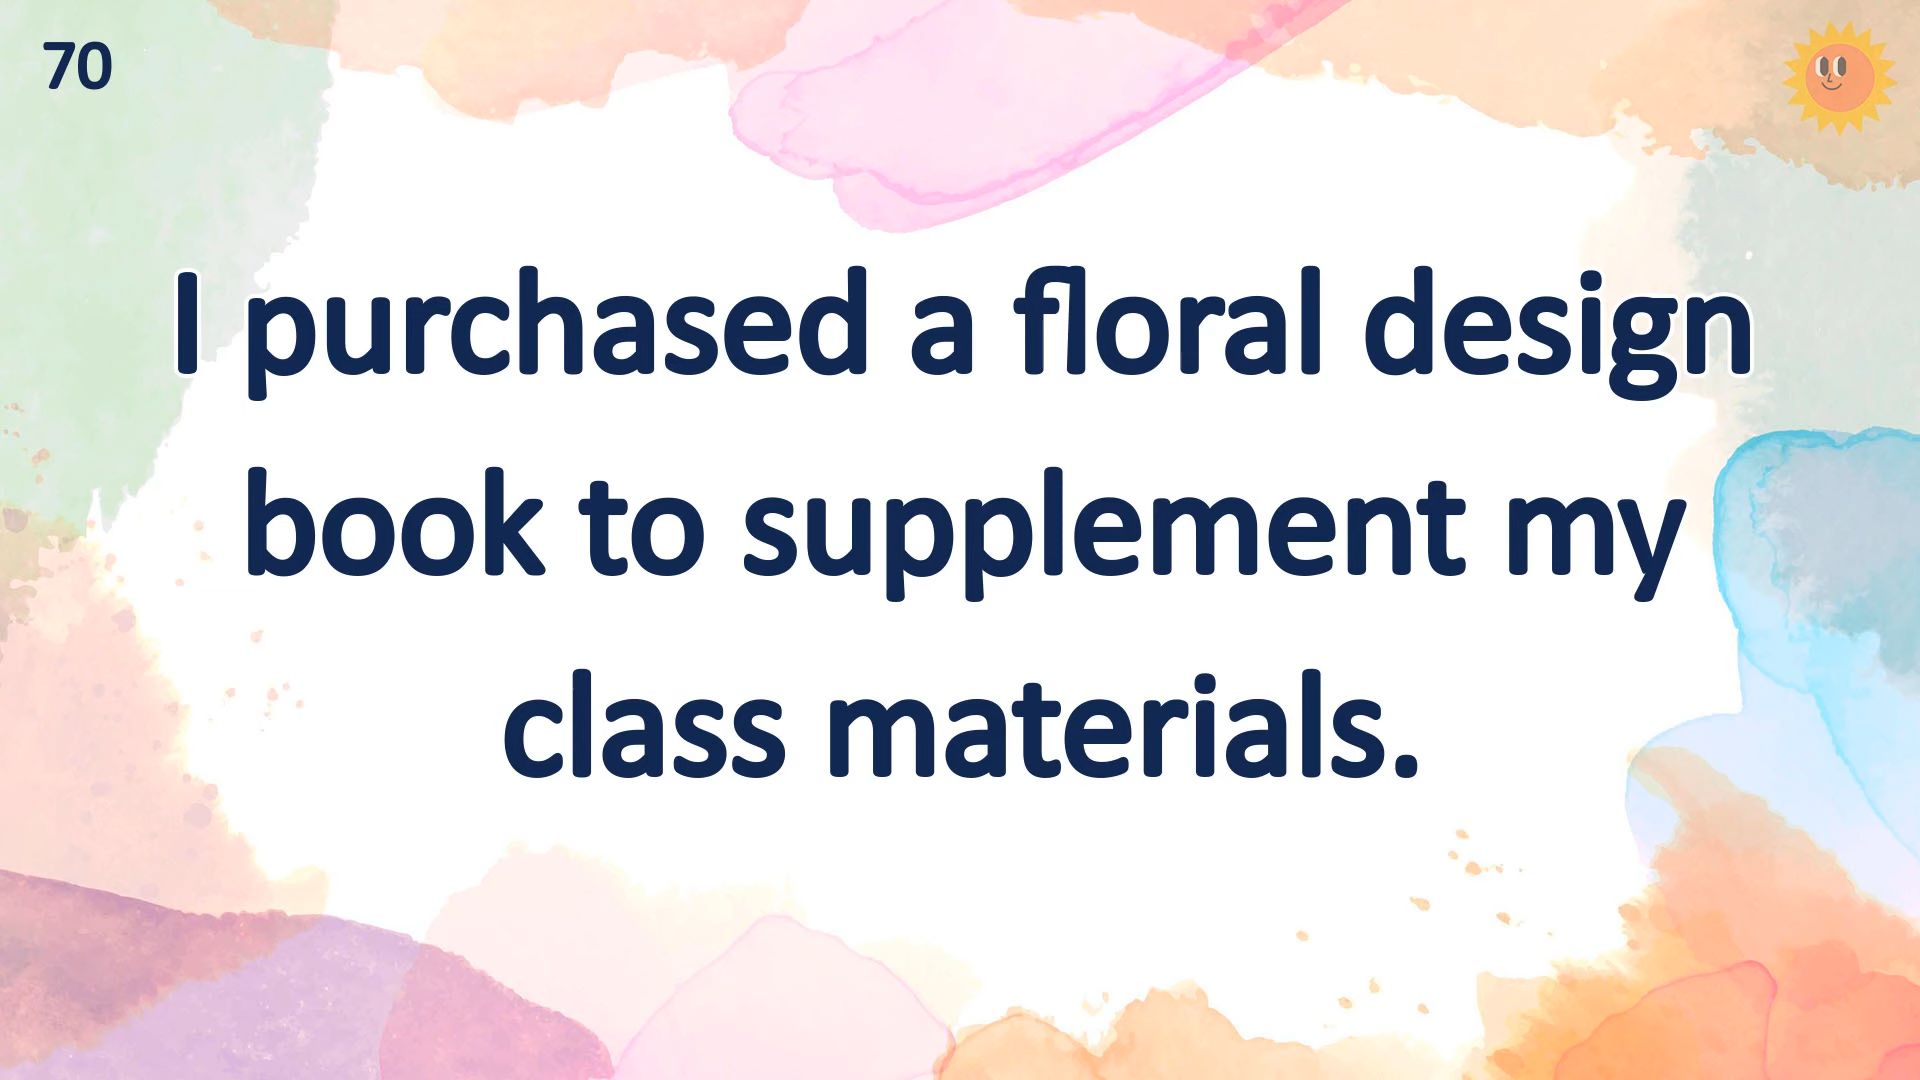 70
I purchased a floral design
book to supplement my
class materials.